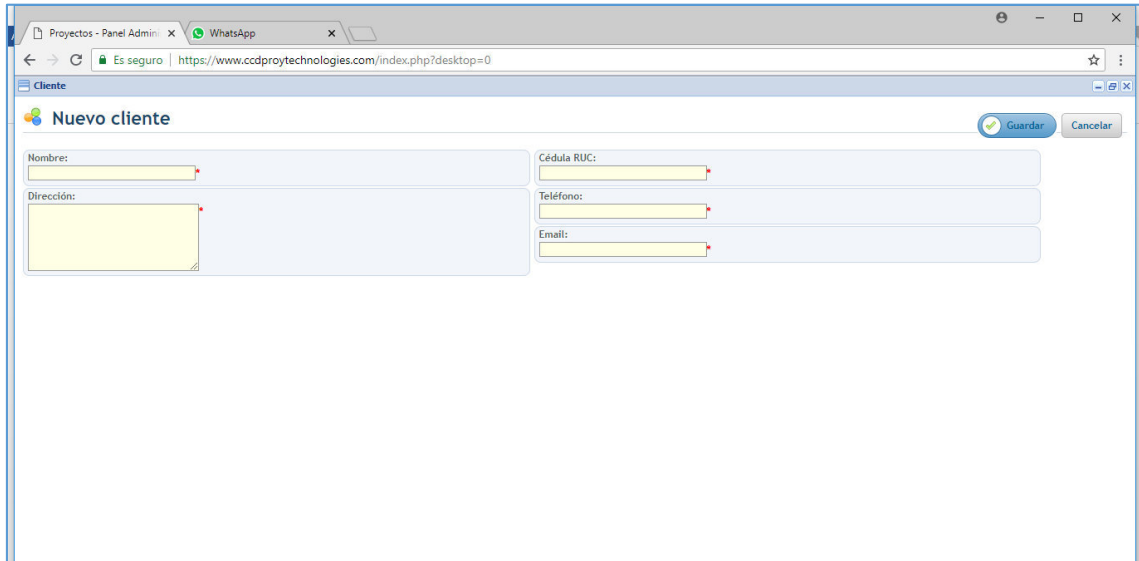 Proyectos - Panel Admin
WhatsApp
Es seguro | https://www.ccdproytechnologies.com/index.php?desktop=0
Cliente
Nuevo cliente
Guardar
Cancelar
Nombre:
*
Cédula RUC:
*
Dirección:
*
Teléfono:
*
Email:
*